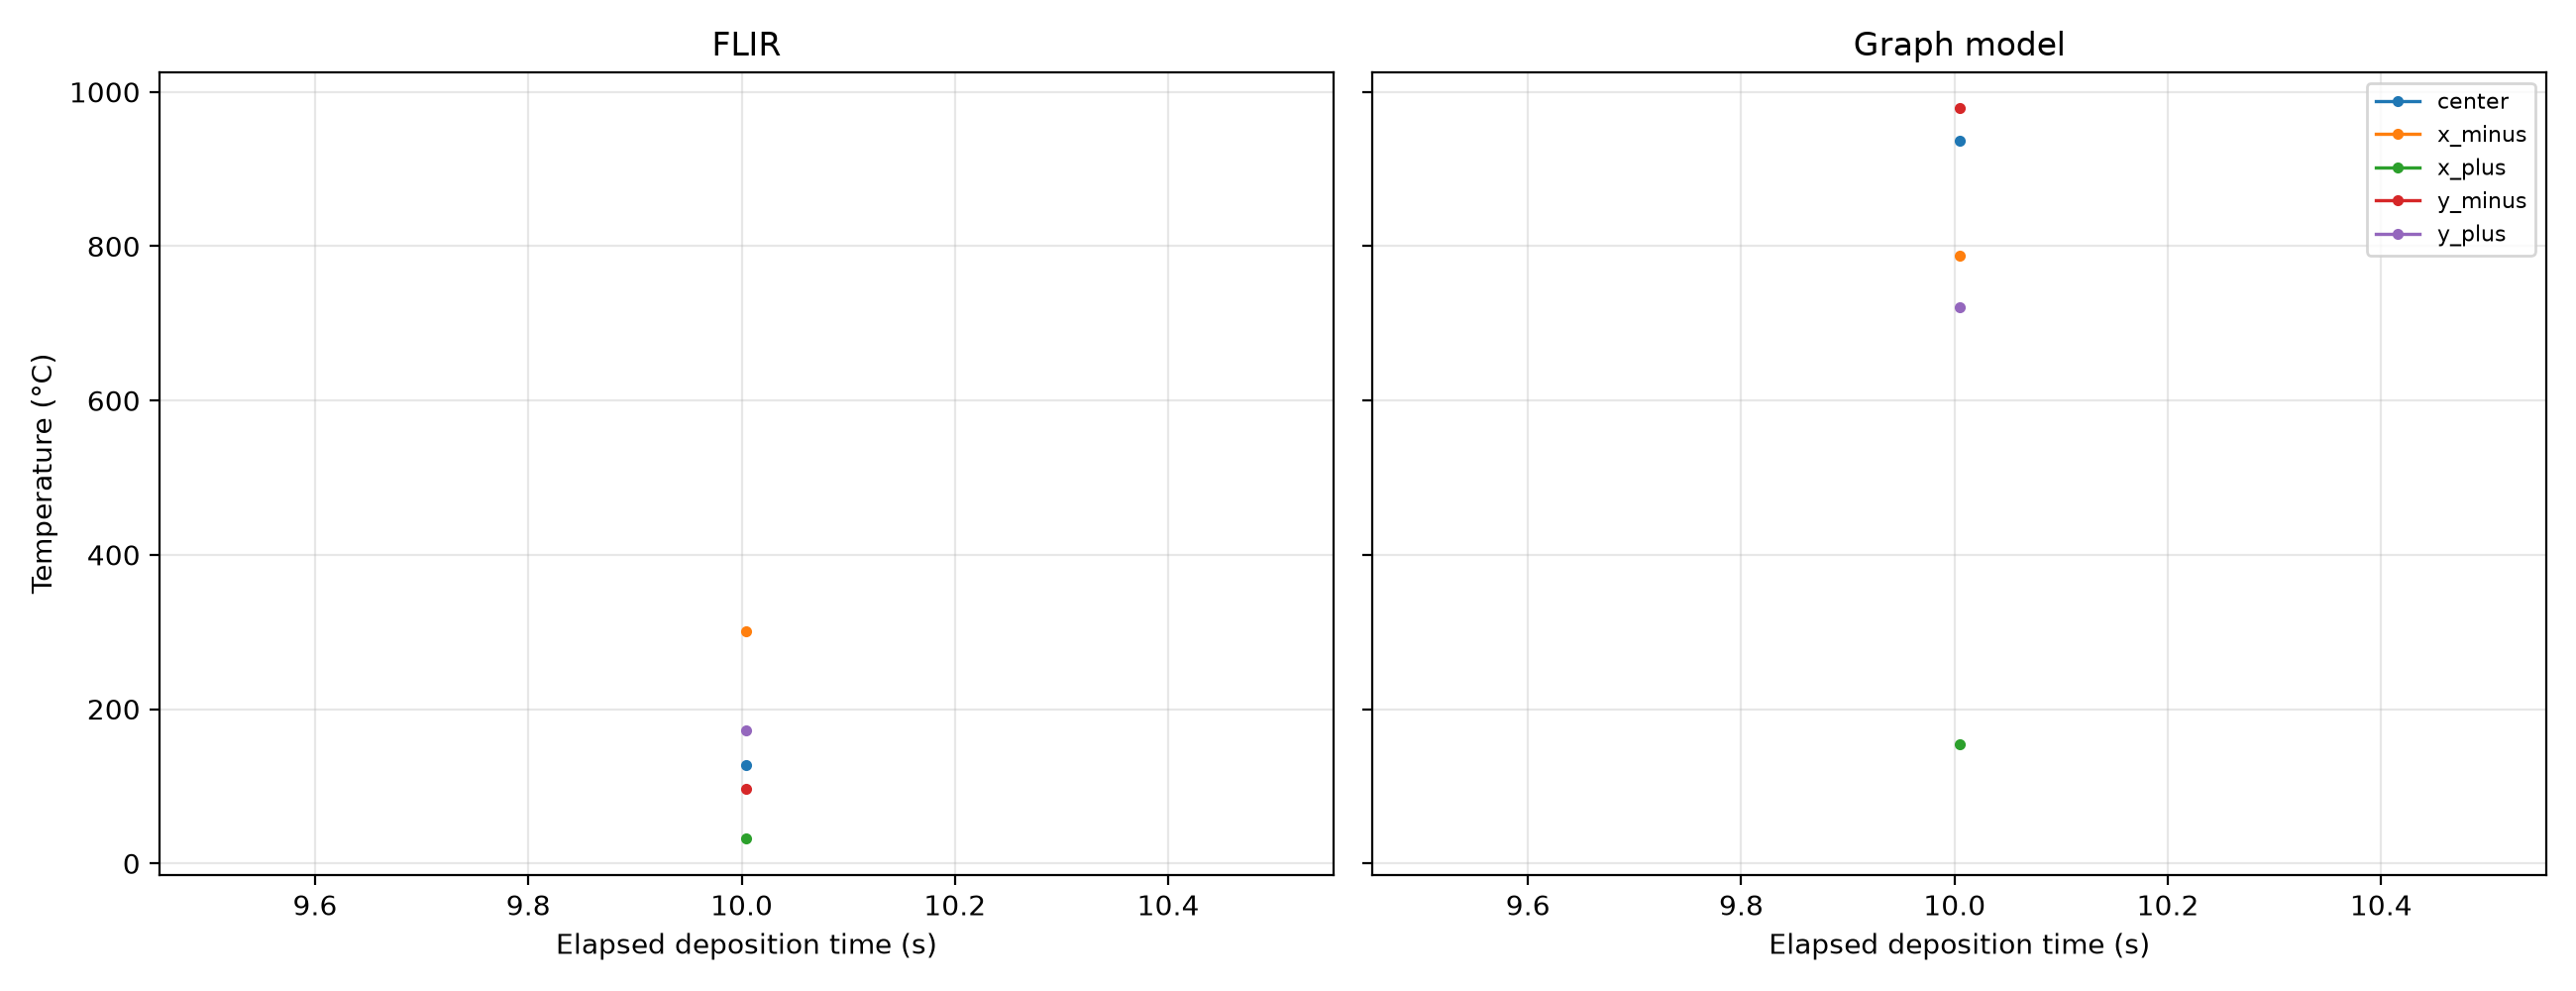 FLIR
Graph model
1000
800
600
400
200
0
Temperature (°C)
9.6 9.8 10.0 10.2 10.4
Elapsed deposition time (s)
center
x_minus
x_plus
y_minus
y_plus
9.6 9.8 10.0 10.2 10.4
Elapsed deposition time (s)